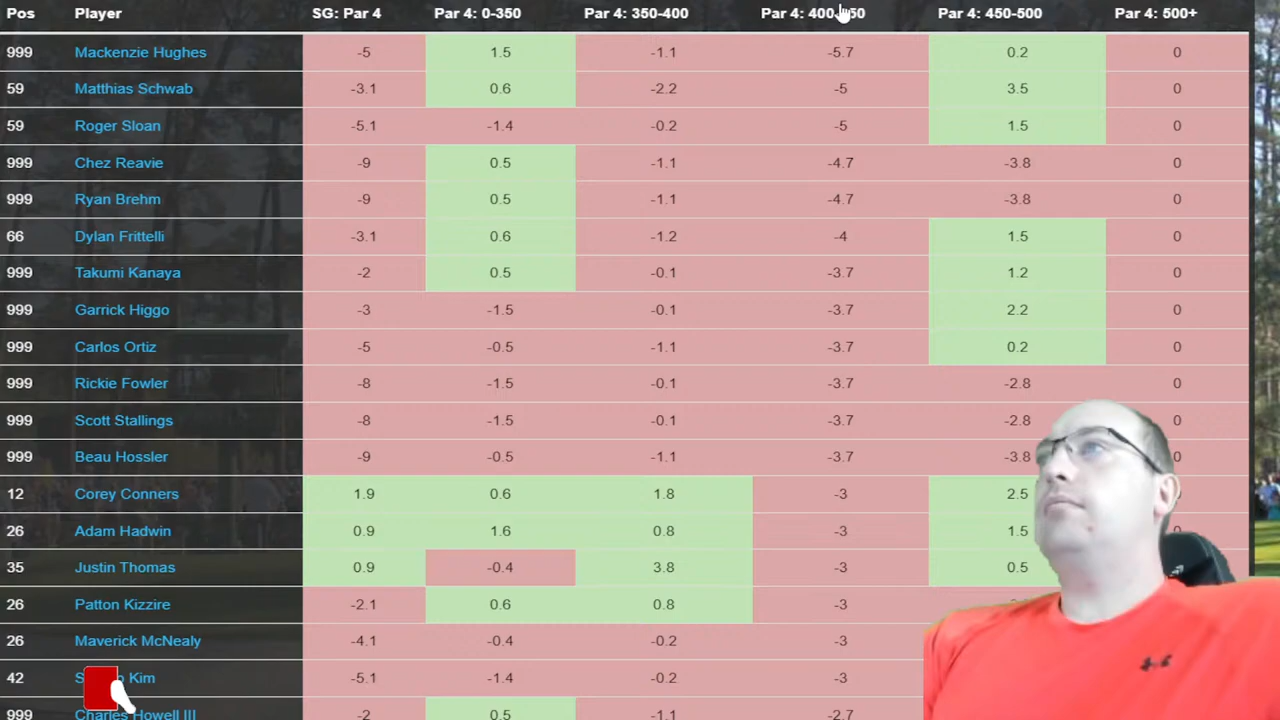 Pos Player SG: Par 4 Par 4: 0-350 Par 4: 350-400 Par 4: 400- 50 Par 4: 450-500 Par 4: 500+
999 Mackenzie Hughes -5 1.5 -1.1 -5.7 0.2 0
59 Matthias Schwab -3.1 0.6 -2.2 -5 3.5 0
59 Roger Sloan -5.1 -1.4 -0.2 -5 1.5 0
999 Chez Reavie -9 0.5 -1.1 -4.7 -3.8 0
999 Ryan Brehm -9 0.5 -1.1 -4.7 -3.8 0
66 Dylan Frittelli -3.1 0.6 -1.2 -4 1.5 0
999 Takumi Kanaya -2 0.5 -0.1 -3.7 1.2 0
999 Garrick Higgo -3 -1.5 -0.1 -3.7 2.2 0
999 Carlos Ortiz -5 -0.5 -1.1 -3.7 0.2 0
999 Rickie Fowler -8 -1.5 -0.1 -3.7 -2.8 0
999 Scott Stallings -8 -1.5 -0.1 -3.7 -2.8 0
999 Beau Hossler -9 -0.5 -1.1 -3.7 -3.8
12 Corey Conners 1.9 0.6 1.8 -3 2.5
26 Adam Hadwin 0.9 1.6 0.8 -3 1.5
35 Justin Thomas 0.9 -0.4 3.8 -3 0.5
26 Patton Kizzire -2.1 0.6 0.8 -3
26 Maverick McNealy -4.1 -0.4 -0.2 -3
42 Kim -5.1 -1.4 -0.2 -3
999 Charles Howell III -2 0.5 -1.1 -2.7